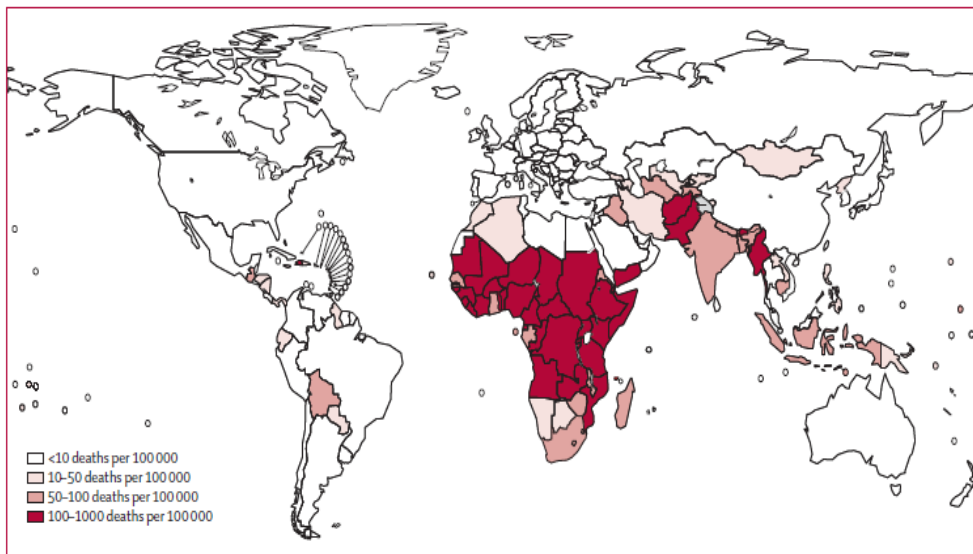 <10 deaths per 100 000
10–50 deaths per 100 000
50–100 deaths per 100 000
100–1000 deaths per 100 000